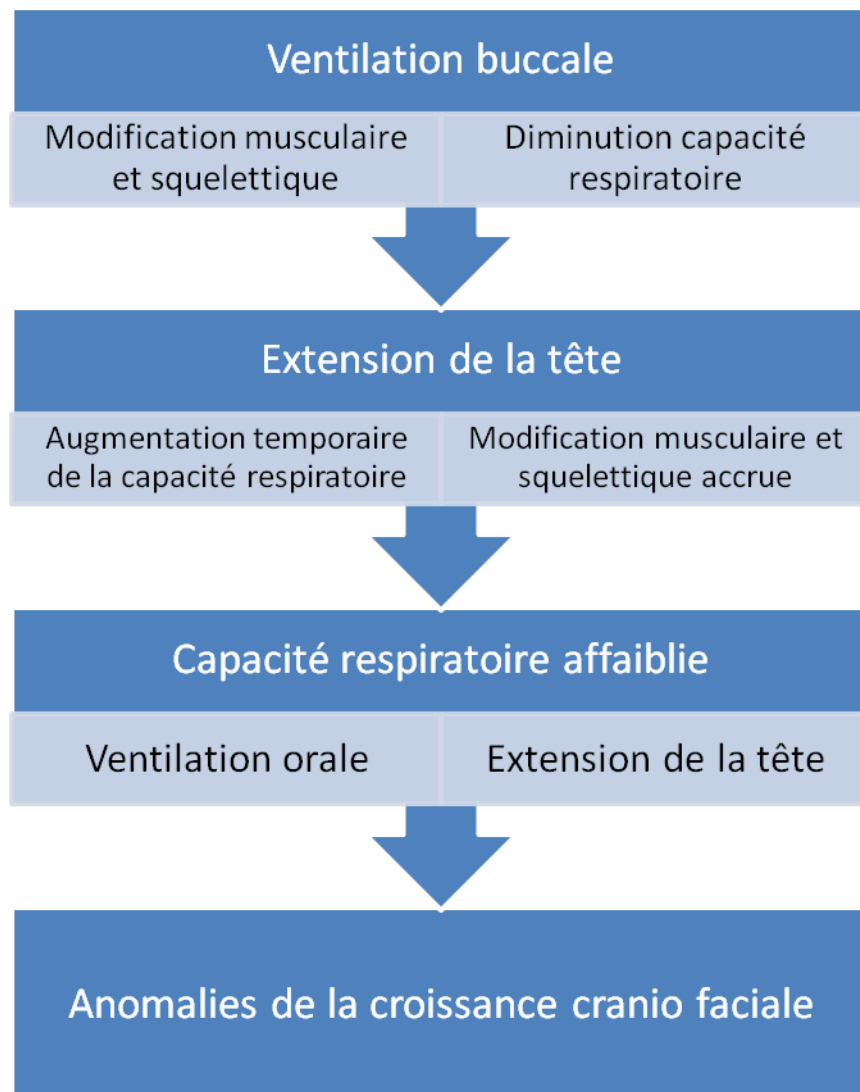 Ventilation buccale
Modification musculaire
et squelettique
Diminution capacité
respiratoire
Extension de la tête
Augmentation temporaire
de la capacité respiratoire
Modification musculaire et
squelettique accrue
Capacité respiratoire affaiblie
Ventilation orale
Extension de la tête
Anomalies de la croissance cranio faciale